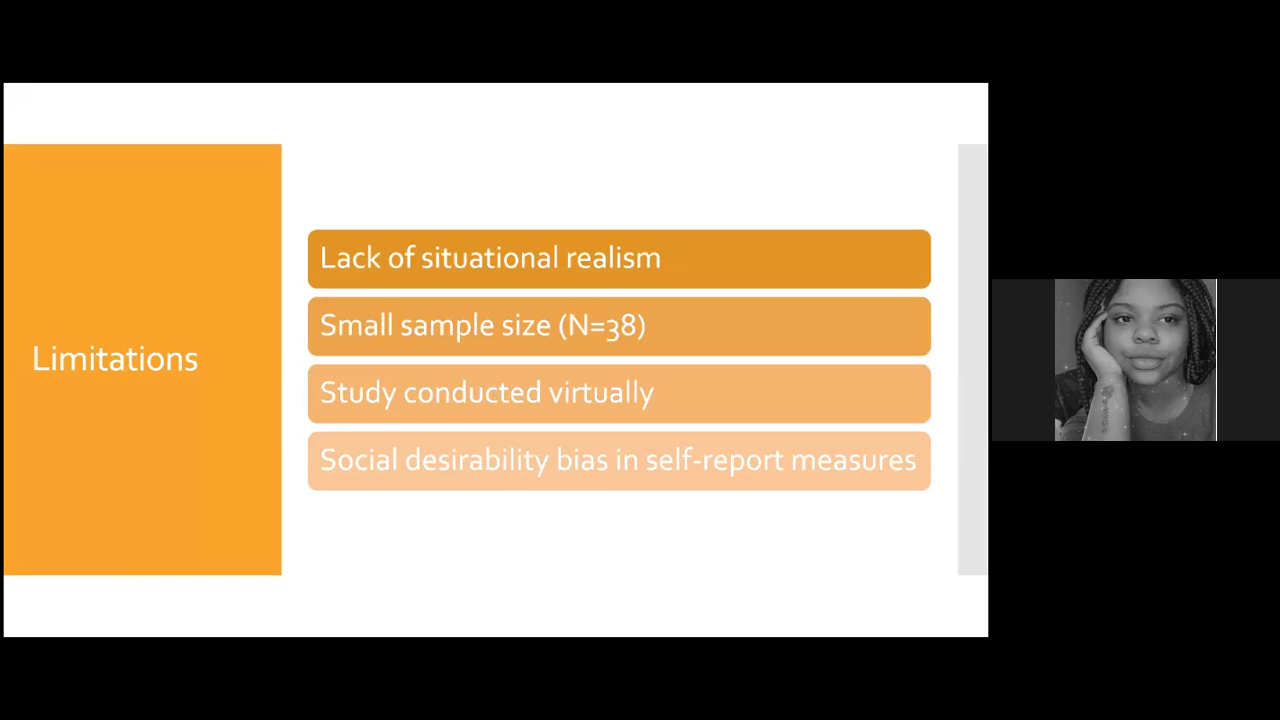 Limitations
Lack of situational realism
Small sample size (N=38)
Study conducted virtually
Social desirability bias in self-report measures